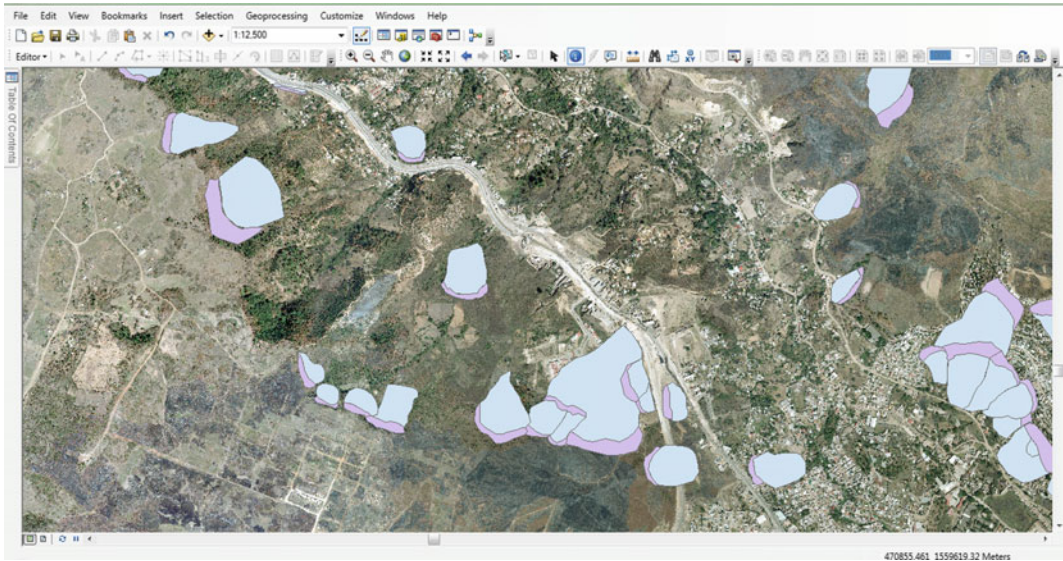 File Edit View Bookmarks Insert Selection Geoprocessing Customize Windows Help
1:12,500
Editor
Table Of Contents
470855.461 1559619.32 Meters